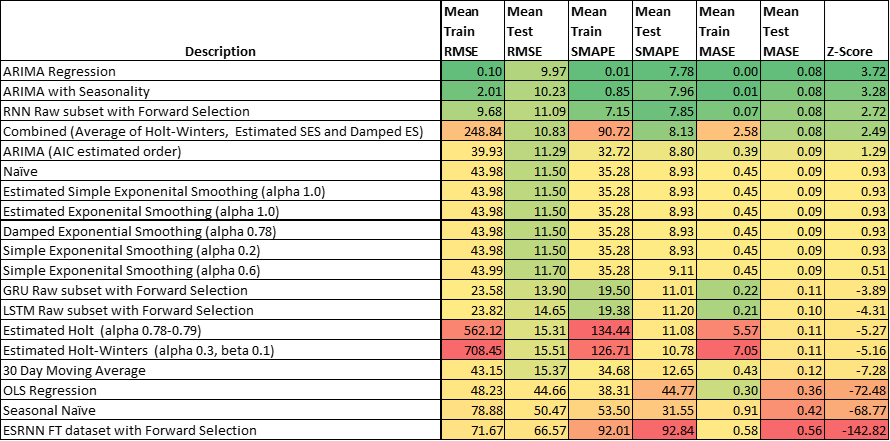 Description Mean Train RMSE Mean Test RMSE Mean Train SMAPE Mean Test SMAPE Mean Train MASE Mean Test MASE Z-Score
ARIMA Regression 0.10 9.97 0.01 7.78 0.00 0.08 3.72
ARIMA with Seasonality 2.01 10.23 0.85 7.96 0.01 0.08 3.28
RNN Raw subset with Forward Selection 9.68 11.09 7.15 7.85 0.07 0.08 2.72
Combined (Average of Holt-Winters, Estimated SES and Damped ES) 248.84 10.83 90.72 8.13 2.58 0.08 2.49
ARIMA (AIC estimated order) 39.93 11.29 32.72 8.80 0.39 0.09 1.29
Naïve 43.98 11.50 35.28 8.93 0.45 0.09 0.93
Estimated Simple Exponenital Smoothing (alpha 1.0) 43.98 11.50 35.28 8.93 0.45 0.09 0.93
Estimated Exponenital Smoothing (alpha 1.0) 43.98 11.50 35.28 8.93 0.45 0.09 0.93
Damped Exponential Smoothing (alpha 0.78) 43.98 11.50 35.28 8.93 0.45 0.09 0.93
Simple Exponenital Smoothing (alpha 0.2) 43.98 11.50 35.28 8.93 0.45 0.09 0.93
Simple Exponenital Smoothing (alpha 0.6) 43.99 11.70 35.28 9.11 0.45 0.09 0.51
GRU Raw subset with Forward Selection 23.58 13.90 19.50 11.01 0.22 0.11 -3.89
LSTM Raw subset with Forward Selection 23.82 14.65 19.38 11.20 0.21 0.10 -4.31
Estimated Holt (alpha 0.78-0.79) 562.12 15.31 134.44 11.08 5.57 0.11 -5.27
Estimated Holt-Winters (alpha 0.3, beta 0.1) 708.45 15.51 126.71 10.78 7.05 0.11 -5.16
30 Day Moving Average 43.15 15.37 34.68 12.65 0.43 0.12 -7.28
OLS Regression 48.23 44.66 38.31 44.77 0.30 0.36 -72.48
Seasonal Naïve 78.88 50.47 53.50 31.55 0.91 0.42 -68.77
ESRNN FT dataset with Forward Selection 71.67 66.57 92.01 92.84 0.58 0.56 -142.82